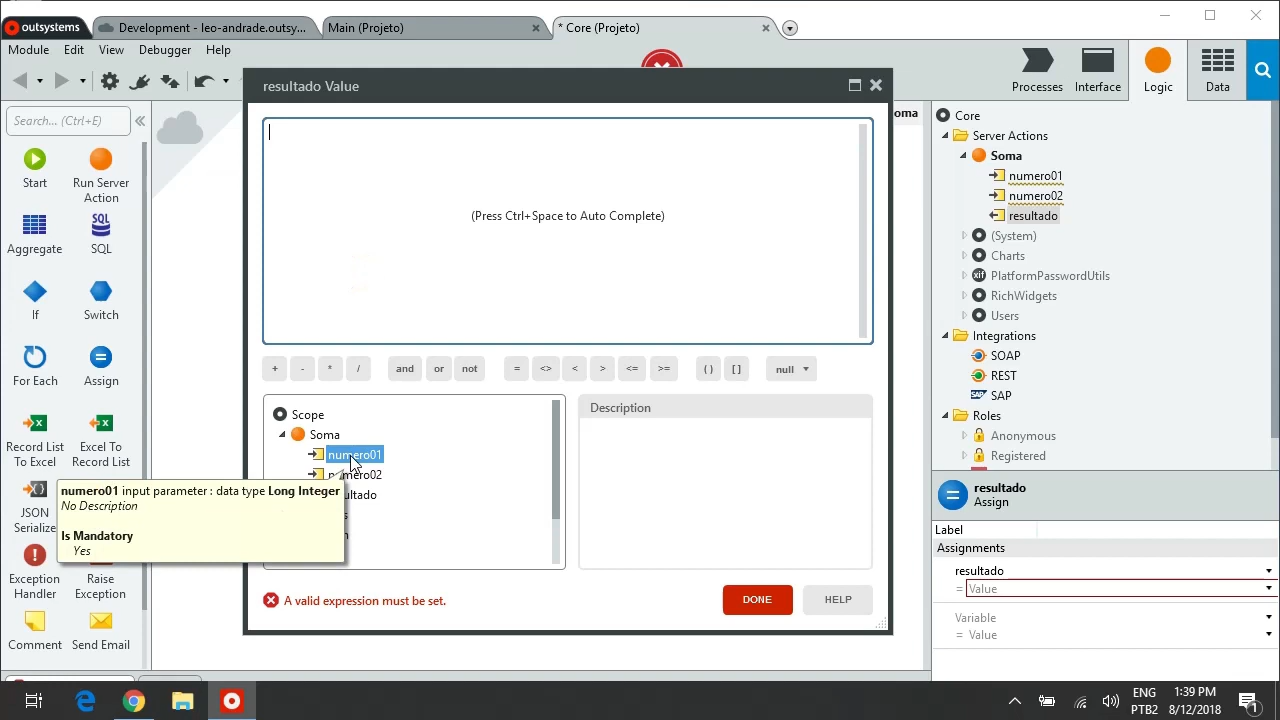 outsystems
Development - leo-andrade.outsy...
Main (Projeto)
* Core (Projeto)
Module Edit View Debugger Help
Processes
Interface
Logic
Data
Search... (Ctrl+E)
Start
Run Server
Action
Aggregate
SQL
If
Switch
For Each
Assign
Record List
To Excel
Excel To
Record List
JSON
Serialize
Exception
Handler
Raise
Exception
Comment
Send Email
resultado Value
(Press Ctrl+Space to Auto Complete)
+ - * / and or not = <> < > <= >= ( ) [ ] null
Scope
Soma
numero01
numero02
Description
numero01 input parameter : data type Long Integer
No Description
Is Mandatory
Yes
A valid expression must be set.
DONE
HELP
oma
Core
Server Actions
Soma
numero01
numero02
resultado
(System)
Charts
xif PlatformPasswordUtils
RichWidgets
Users
Integrations
SOAP
REST
SAP SAP
Roles
Anonymous
Registered
resultado
Assign
Label
Assignments
resultado
= Value
Variable
= Value
ENG
PTB2
1:39 PM
8/12/2018
1